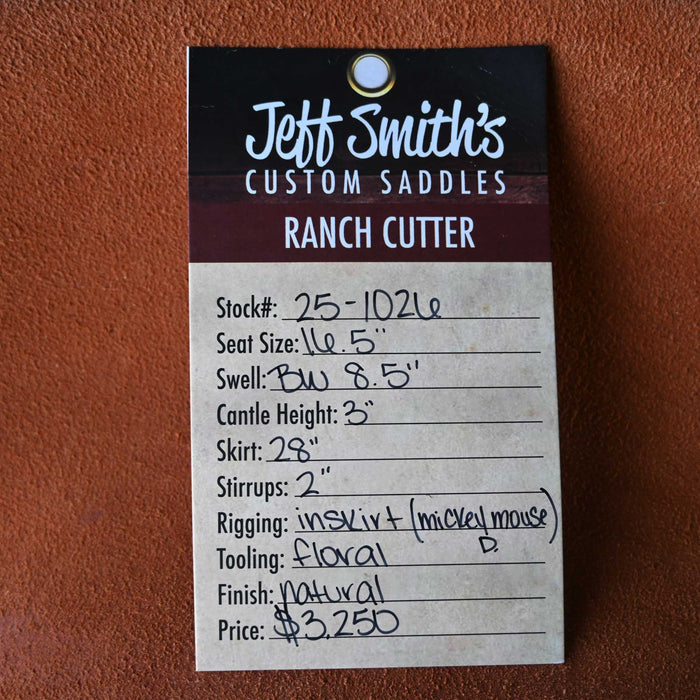 Jeff Smith's
CUSTOM SADDLES
RANCH CUTTER
Stock#: 25-1026
Seat Size: 16.5"
Swell: BW 8.5"
Cantle Height: 3"
Skirt: 28"
Stirrups: 2"
Rigging: inskirt (mickey mouse)
D.
Tooling: floral
Finish: natural
Price: $3,250